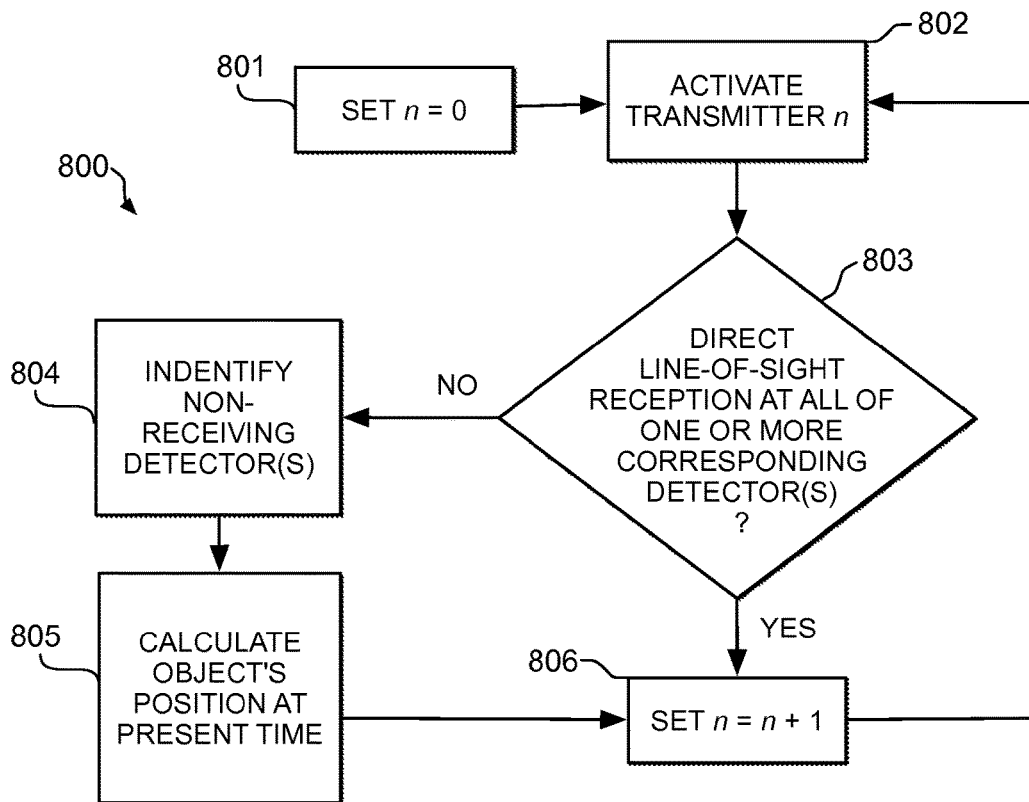 801
SET n = 0
802
ACTIVATE
TRANSMITTER n
800
803
DIRECT
LINE-OF-SIGHT
RECEPTION AT ALL OF
ONE OR MORE
CORRESPONDING
DETECTOR(S)
?
NO
804
INDENTIFY
NON-
RECEIVING
DETECTOR(S)
805
CALCULATE
OBJECT'S
POSITION AT
PRESENT TIME
YES
806
SET n = n + 1